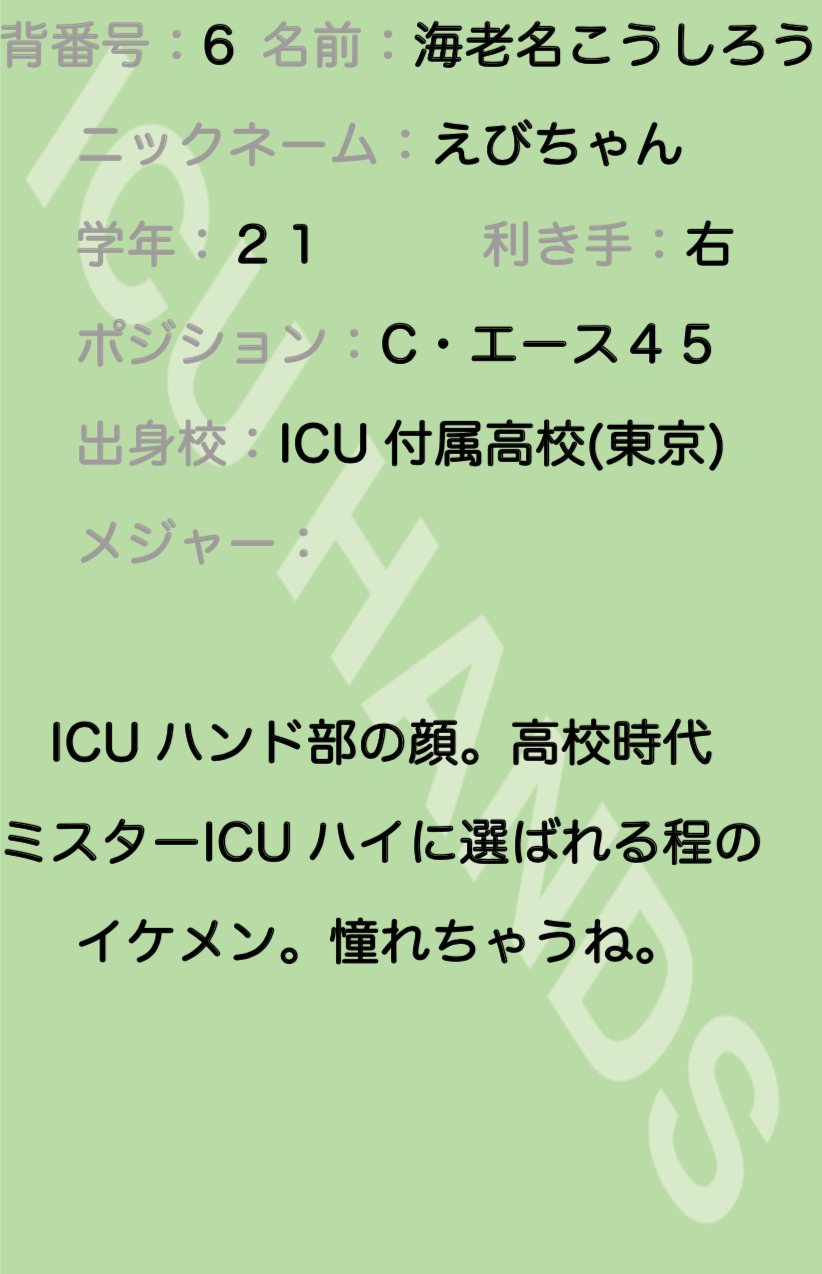 背番号：6 名前：海老名こうしろう
ニックネーム：えびちゃん
学年：２１ 利き手：右
ポジション：C・エース４５
出身校：ICU 付属高校(東京)
メジャー：
ICU ハンド部の顔。高校時代
ミスターICU ハイに選ばれる程の
イケメン。憧れちゃうね。
ICU HANDS